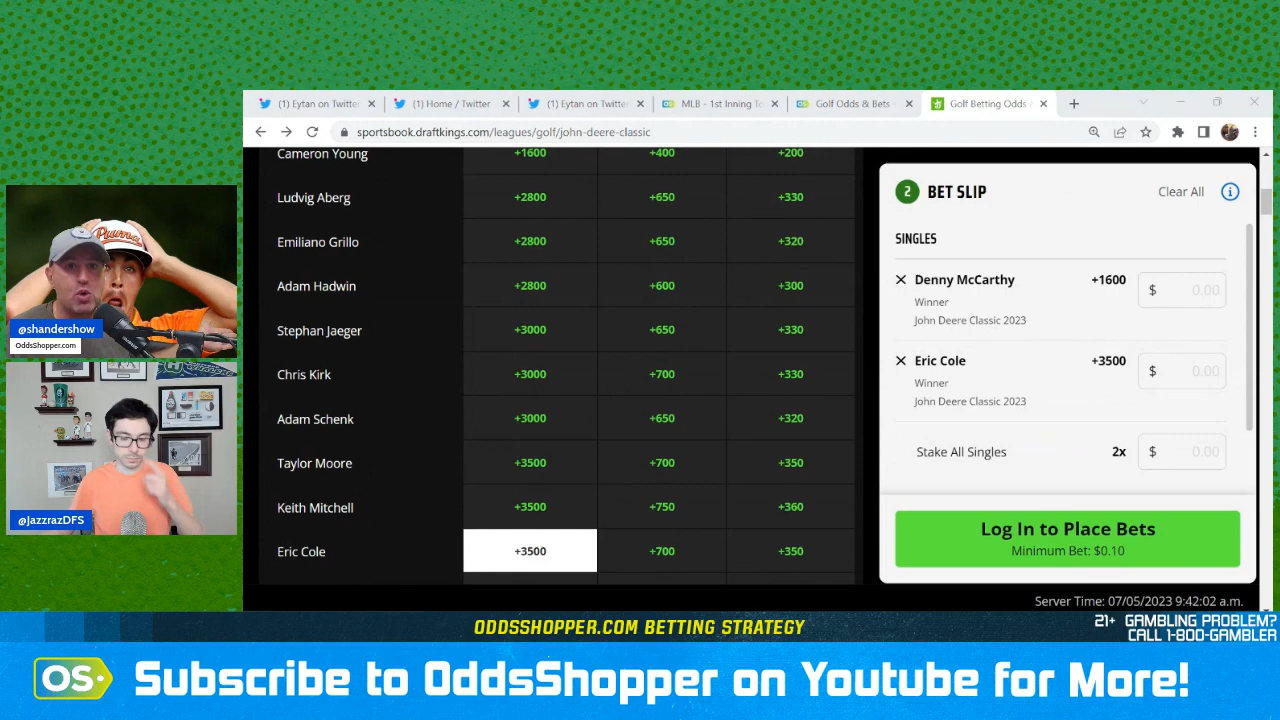 (1) Eytan on Twitter
(1) Home / Twitter
(1) Eytan on Twitter
MLB - 1st Inning To
Golf Odds & Bets
Golf Betting Odds
sportsbook.draftkings.com/leagues/golf/john-deere-classic
Cameron Young +1600 +400 +200
Ludvig Aberg +2800 +650 +330
Emiliano Grillo +2800 +650 +320
Adam Hadwin +2800 +600 +300
Stephan Jaeger +3000 +650 +330
Chris Kirk +3000 +700 +330
Adam Schenk +3000 +650 +320
Taylor Moore +3500 +700 +350
Keith Mitchell +3500 +750 +360
Eric Cole +3500 +700 +350
2 BET SLIP Clear All
SINGLES
Denny McCarthy +1600 $ 0.00
Winner
John Deere Classic 2023
Eric Cole +3500 $ 0.00
Winner
John Deere Classic 2023
Stake All Singles 2x $ 0.00
Log In to Place Bets
Minimum Bet: $0.10
Server Time: 07/05/2023 9:42:02 a.m.
Puma
@shandershow
OddsShopper.com
@JazzrazDFS
ODDSSHOPPER.COM BETTING STRATEGY
21+ GAMBLING PROBLEM?
CALL 1-800-GAMBLER
OS
Subscribe to OddsShopper on Youtube for More!